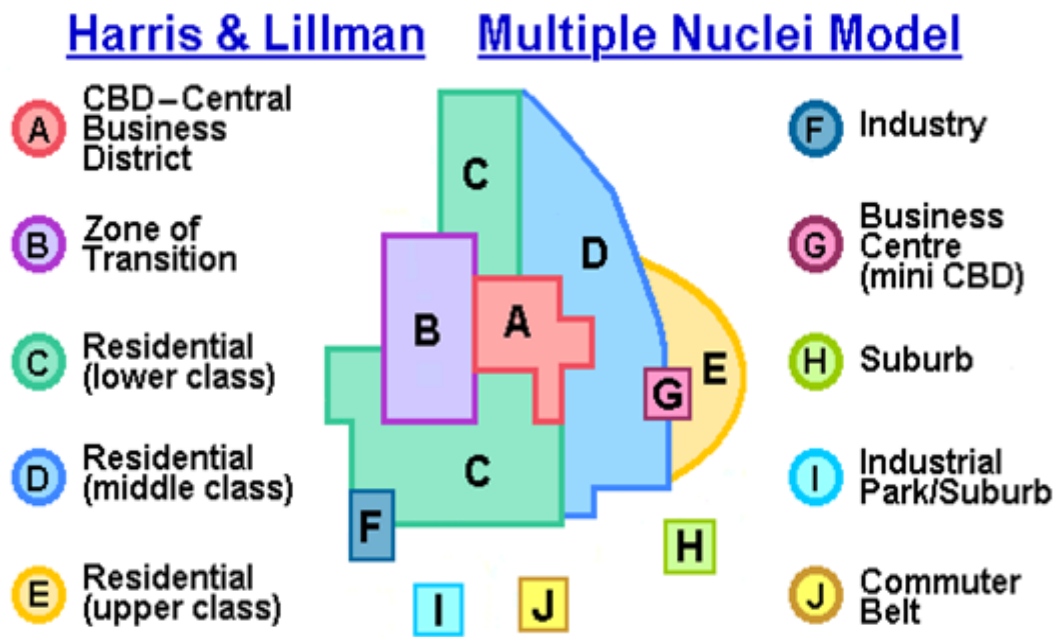 Harris & Lillman Multiple Nuclei Model
A
CBD–Central
Business
District
B
Zone of
Transition
C
Residential
(lower class)
D
Residential
(middle class)
E
Residential
(upper class)
C
D
B
A
E
G
C
F
H
I
J
F
Industry
G
Business
Centre
(mini CBD)
H
Suburb
I
Industrial
Park/Suburb
J
Commuter
Belt